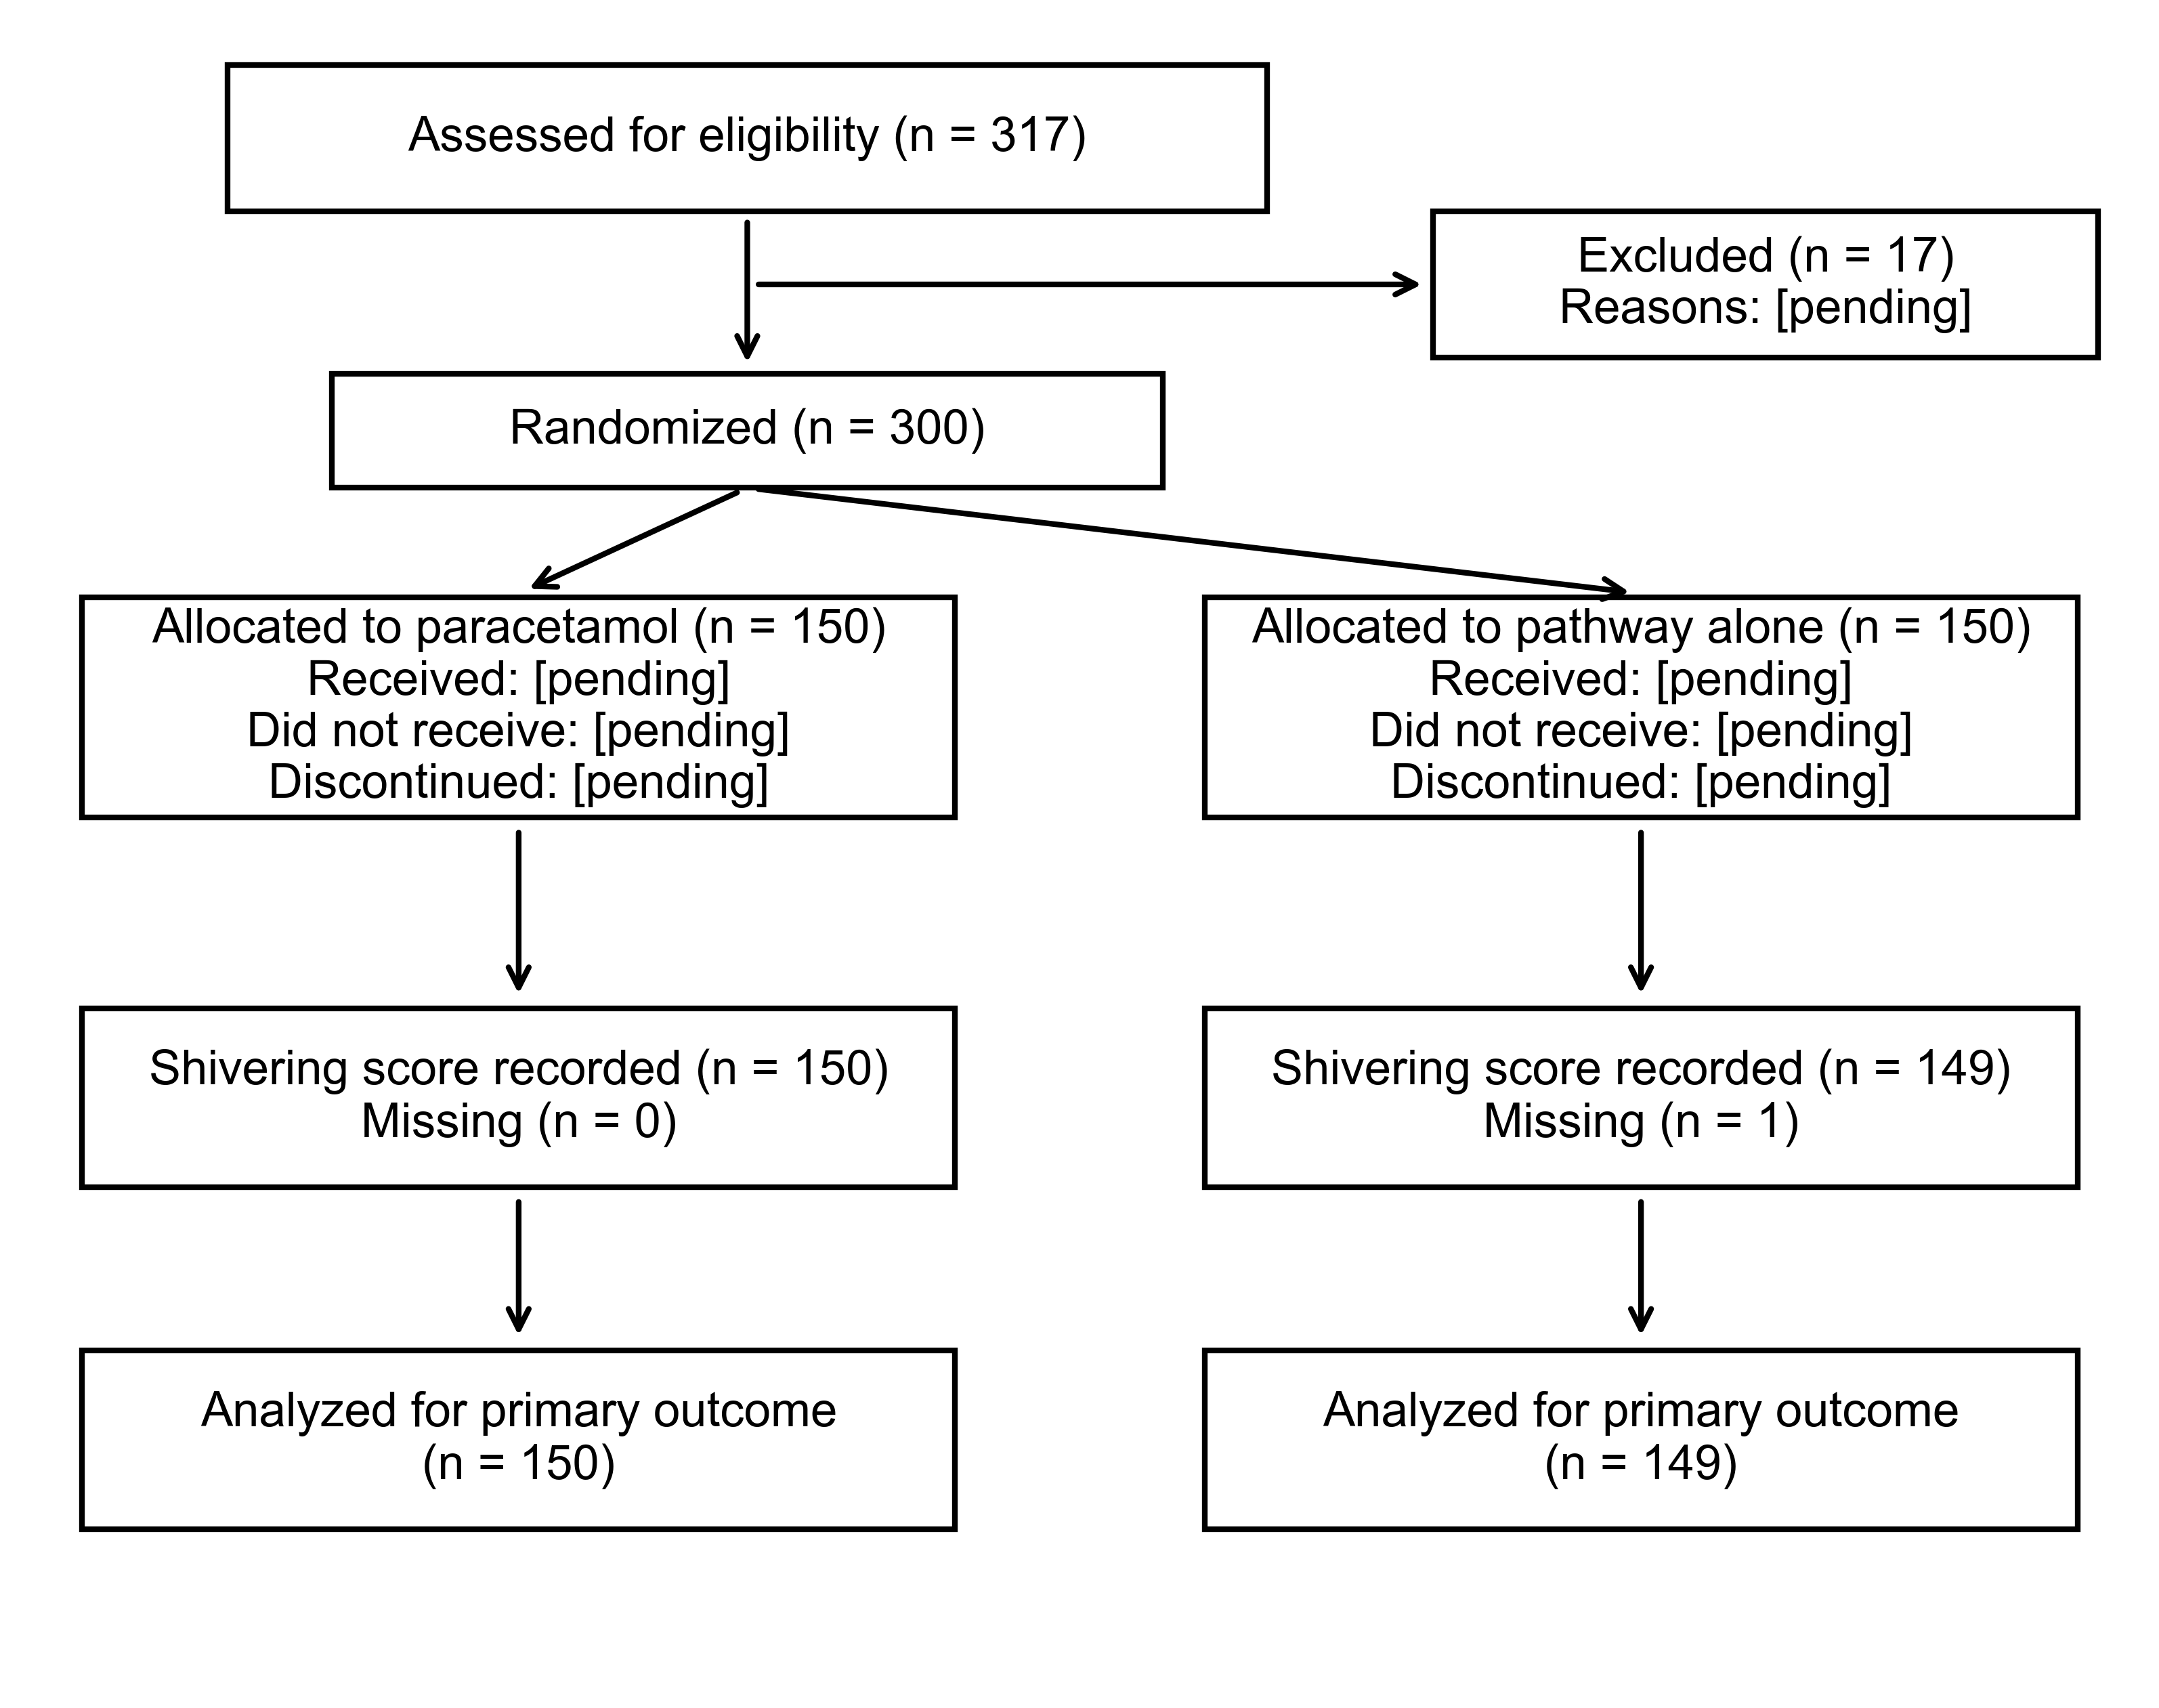 Assessed for eligibility (n = 317)
Excluded (n = 17)
Reasons: [pending]
Randomized (n = 300)
Allocated to paracetamol (n = 150)
Received: [pending]
Did not receive: [pending]
Discontinued: [pending]
Allocated to pathway alone (n = 150)
Received: [pending]
Did not receive: [pending]
Discontinued: [pending]
Shivering score recorded (n = 150)
Missing (n = 0)
Shivering score recorded (n = 149)
Missing (n = 1)
Analyzed for primary outcome
(n = 150)
Analyzed for primary outcome
(n = 149)